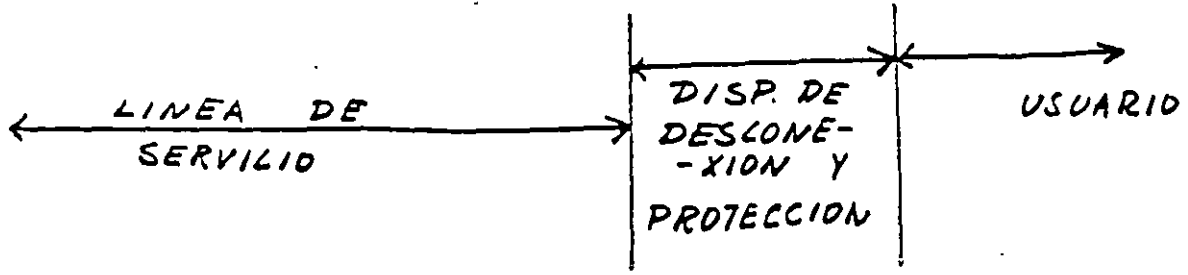 LINEA DE
SERVICIO
DISP. DE
DESCONE-
-XION Y
PROTECCION
USUARIO